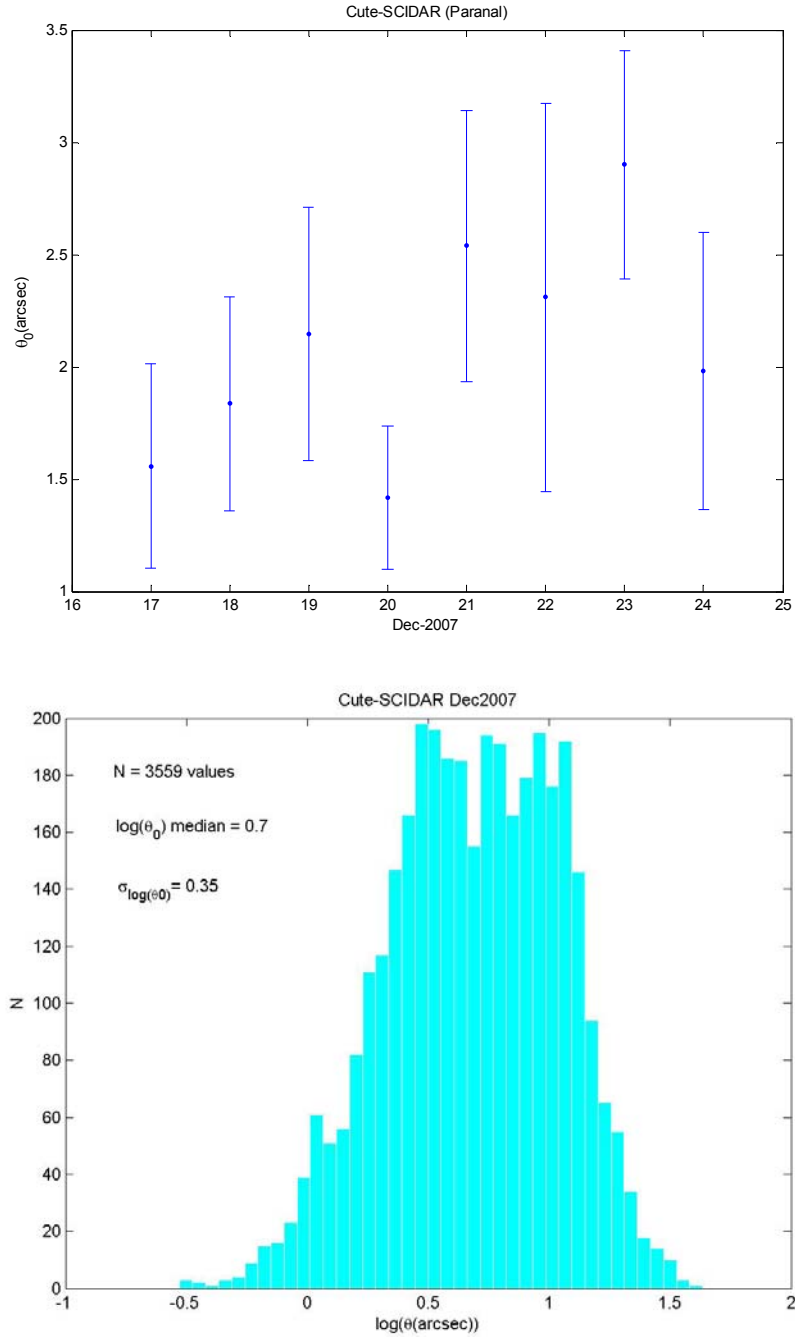 Cute-SCIDAR (Paranal)
3.5
3
2.5
2
1.5
1
θ0(arcsec)
16 17 18 19 20 21 22 23 24 25
Dec-2007
Cute-SCIDAR Dec2007
200
180
160
140
120
100
80
60
40
20
0
N
N = 3559 values
log(θ0) median = 0.7
σlog(θ0)= 0.35
-1 -0.5 0 0.5 1 1.5 2
log(θ(arcsec))